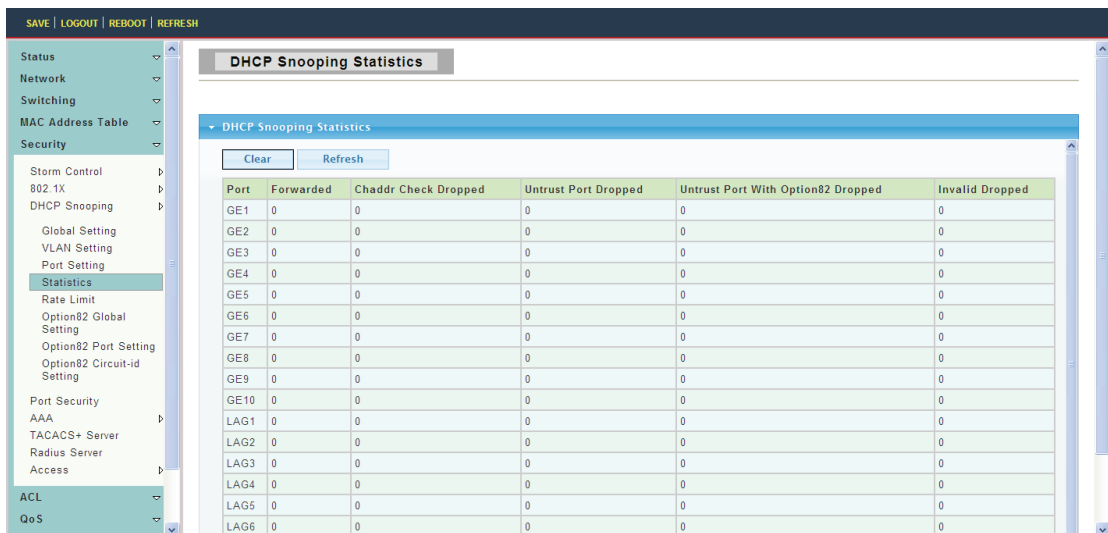 SAVE | LOGOUT | REBOOT | REFRESH
Status
Network
Switching
MAC Address Table
Security
Storm Control
802.1X
DHCP Snooping
Global Setting
VLAN Setting
Port Setting
Statistics
Rate Limit
Option82 Global
Setting
Option82 Port Setting
Option82 Circuit-id
Setting
Port Security
AAA
TACACS+ Server
Radius Server
Access
ACL
QoS
DHCP Snooping Statistics
DHCP Snooping Statistics
Clear Refresh
Port Forwarded Chaddr Check Dropped Untrust Port Dropped Untrust Port With Option82 Dropped Invalid Dropped
GE1 0 0 0 0 0
GE2 0 0 0 0 0
GE3 0 0 0 0 0
GE4 0 0 0 0 0
GE5 0 0 0 0 0
GE6 0 0 0 0 0
GE7 0 0 0 0 0
GE8 0 0 0 0 0
GE9 0 0 0 0 0
GE10 0 0 0 0 0
LAG1 0 0 0 0 0
LAG2 0 0 0 0 0
LAG3 0 0 0 0 0
LAG4 0 0 0 0 0
LAG5 0 0 0 0 0
LAG6 0 0 0 0 0